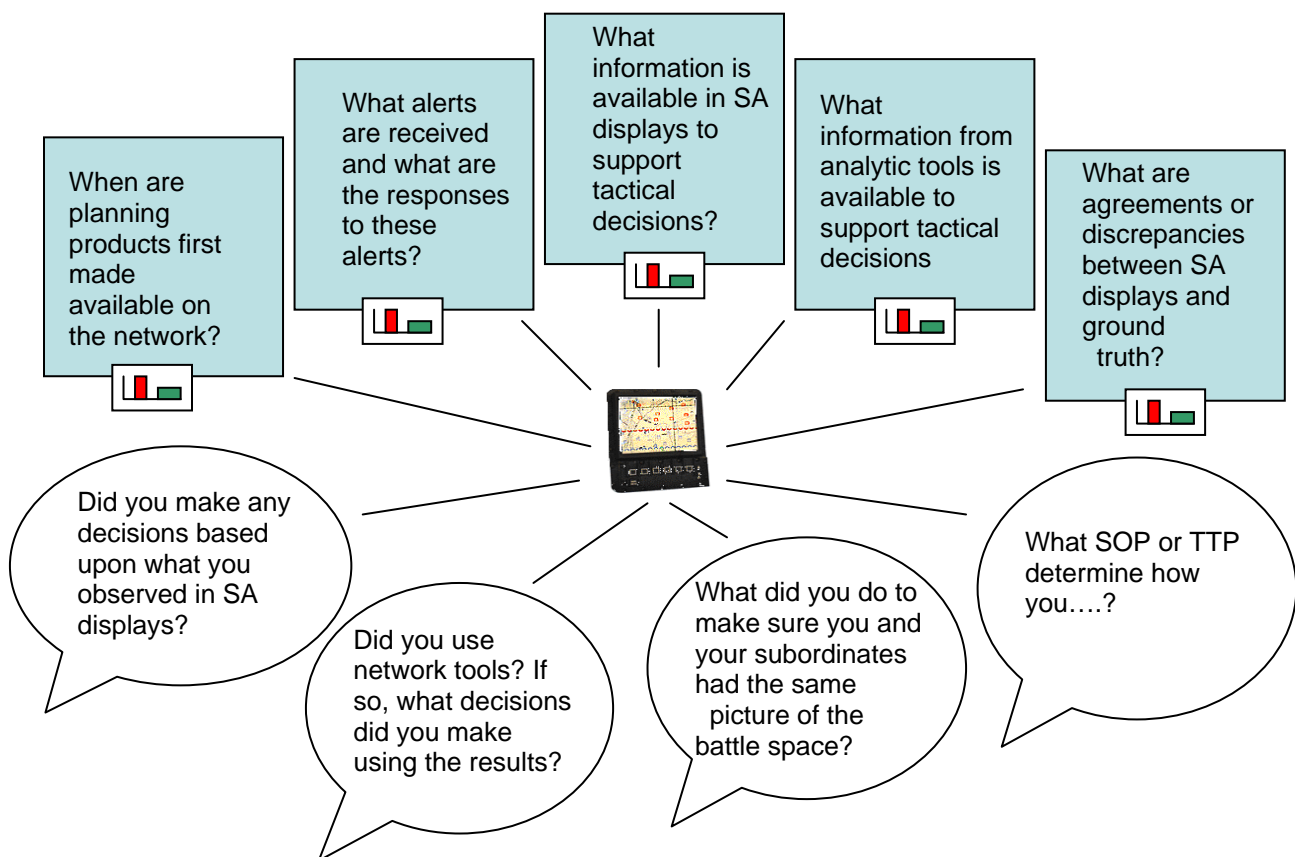 When are
planning
products first
made
available on
the network?
What alerts
are received
and what are
the responses
to these
alerts?
What
information is
available in SA
displays to
support
tactical
decisions?
What
information from
analytic tools is
available to
support tactical
decisions
What are
agreements or
discrepancies
between SA
displays and
ground
truth?
Did you make any
decisions based
upon what you
observed in SA
displays?
Did you use
network tools? If
so, what decisions
did you make
using the results?
What did you do to
make sure you and
your subordinates
had the same
picture of the
battle space?
What SOP or TTP
determine how
you….?